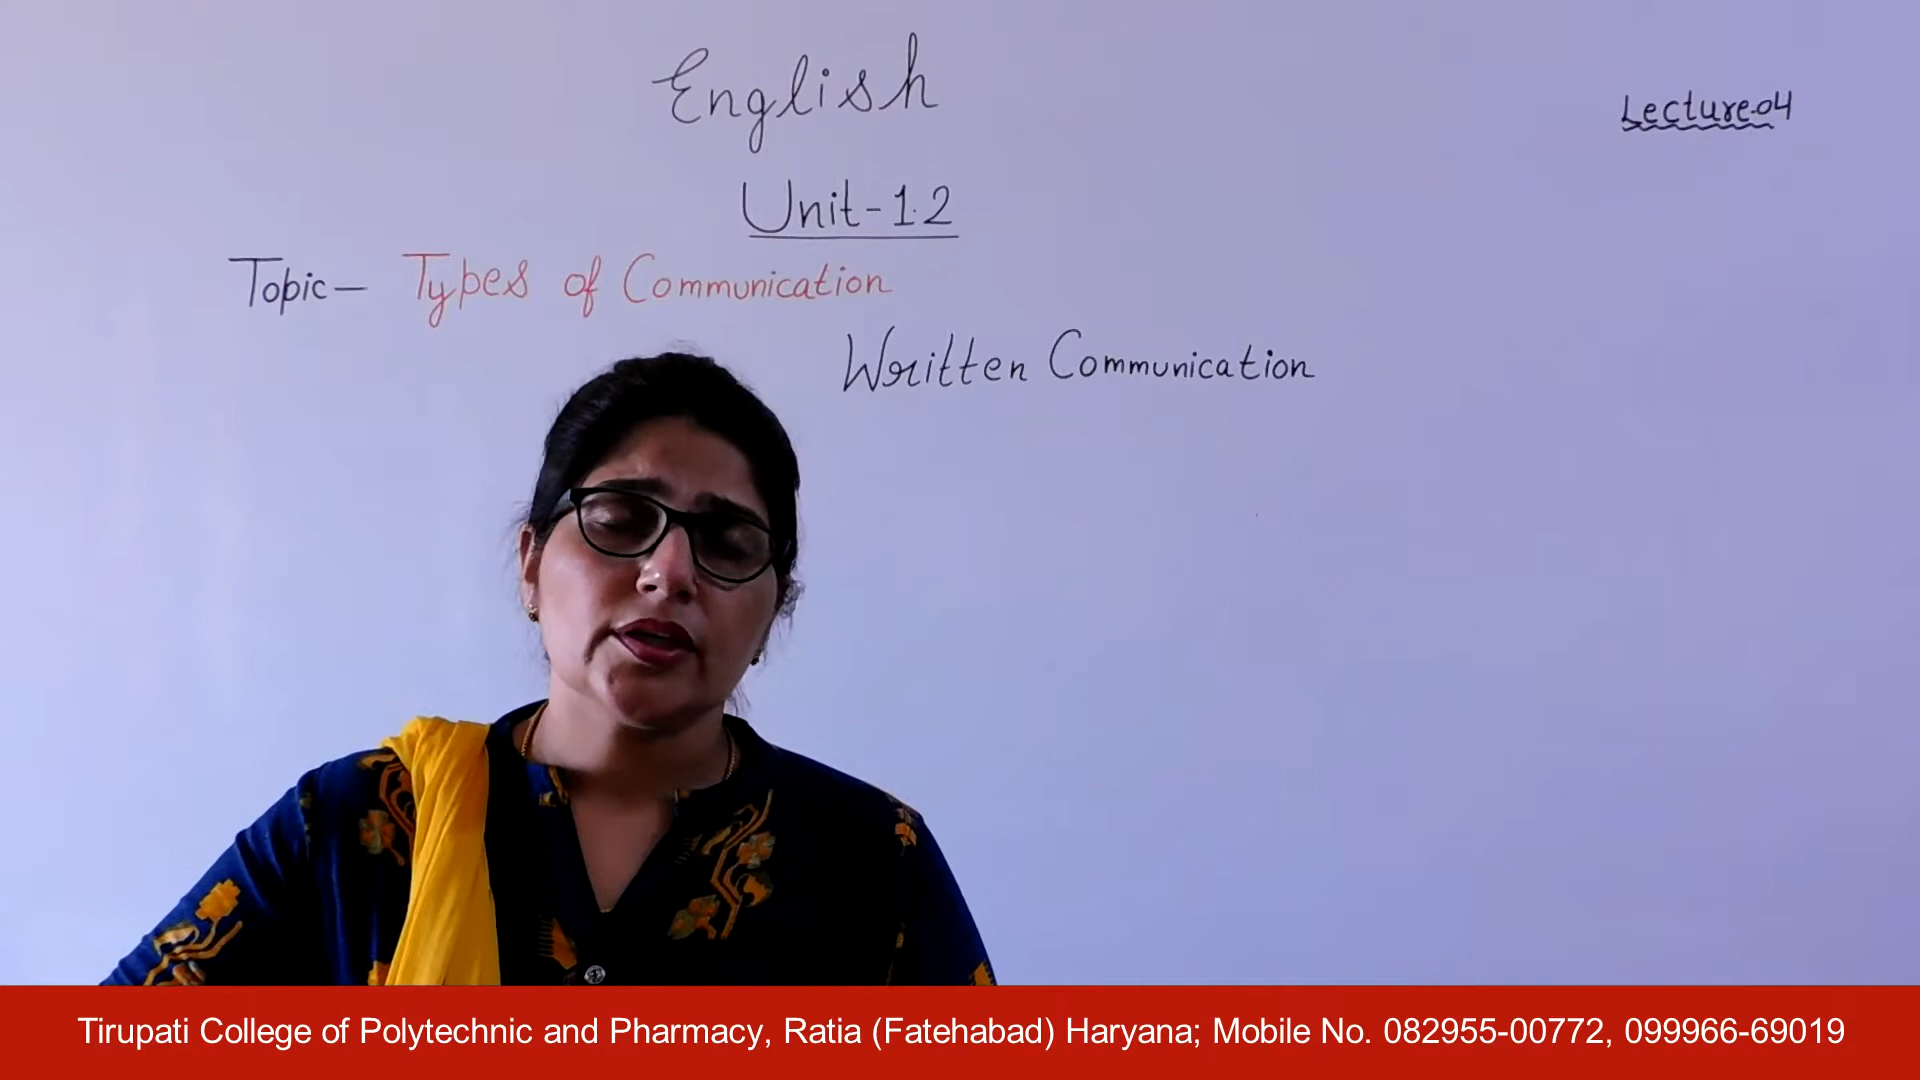 English
Lecture-04
Unit-1.2
Topic- Types of Communication
Written Communication
Tirupati College of Polytechnic and Pharmacy, Ratia (Fatehabad) Haryana; Mobile No. 082955-00772, 099966-69019